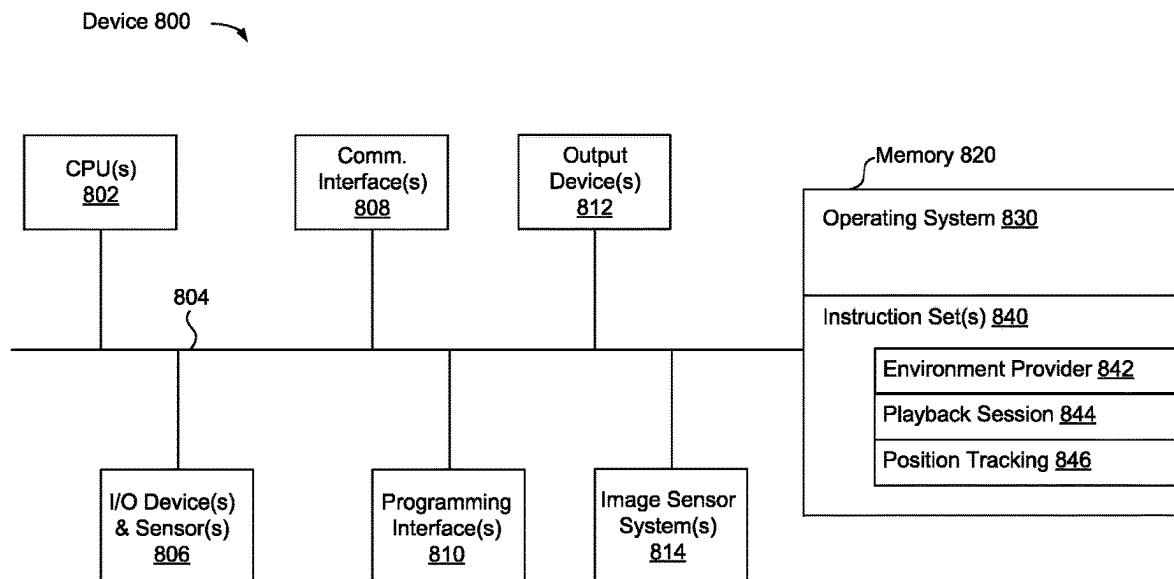 Device 800
CPU(s)
802
Comm.
Interface(s)
808
Output
Device(s)
812
Memory 820
Operating System 830
804
Instruction Set(s) 840
Environment Provider 842
Playback Session 844
Position Tracking 846
I/O Device(s)
& Sensor(s)
806
Programming
Interface(s)
810
Image Sensor
System(s)
814